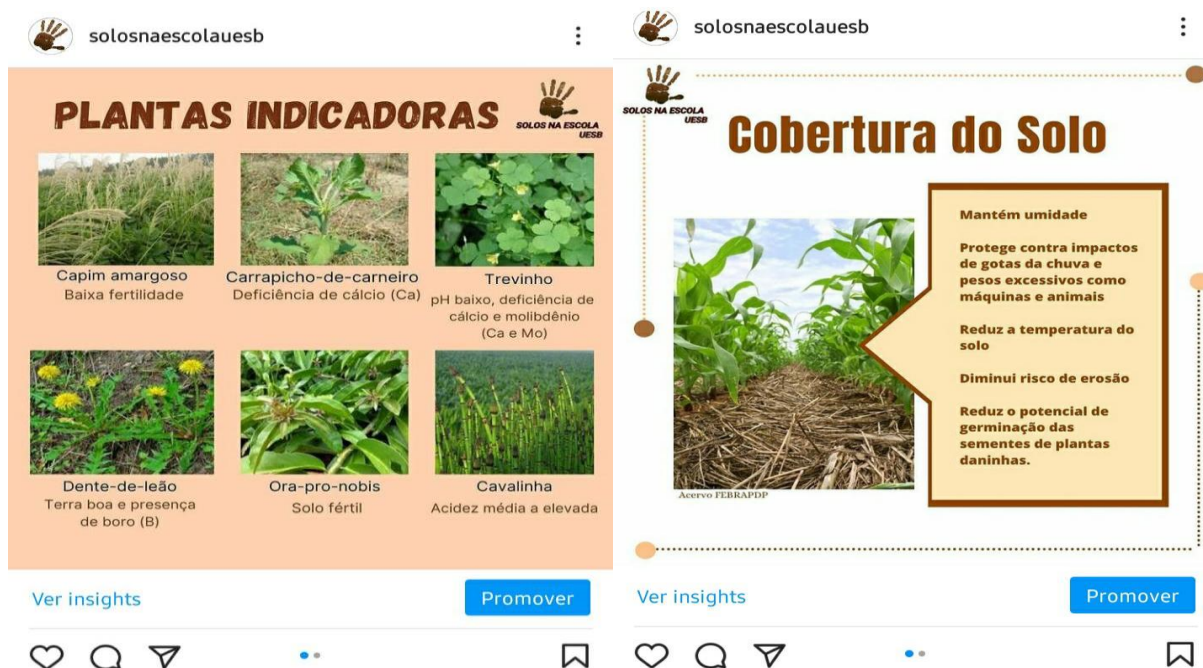 solosnaescolauesb
PLANTAS INDICADORAS
SOLOS NA ESCOLA
UESB
Capim amargoso
Baixa fertilidade
Carrapicho-de-carneiro
Deficiência de cálcio (Ca)
Trevinho
pH baixo, deficiência de
cálcio e molibdênio
(Ca e Mo)
Dente-de-leão
Terra boa e presença
de boro (B)
Ora-pro-nobis
Solo fértil
Cavalinha
Acidez média a elevada
Ver insights
Promover
solosnaescolauesb
SOLOS NA ESCOLA
UESB
Cobertura do Solo
Mantém umidade
Protege contra impactos
de gotas da chuva e
pesos excessivos como
máquinas e animais
Reduz a temperatura do
solo
Diminui risco de erosão
Reduz o potencial de
germinação das
sementes de plantas
daninhas.
Acervo FEBRAPDP
Ver insights
Promover